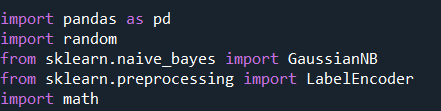 import pandas as pd
import random
from sklearn.naive_bayes import GaussianNB
from sklearn.preprocessing import LabelEncoder
import math